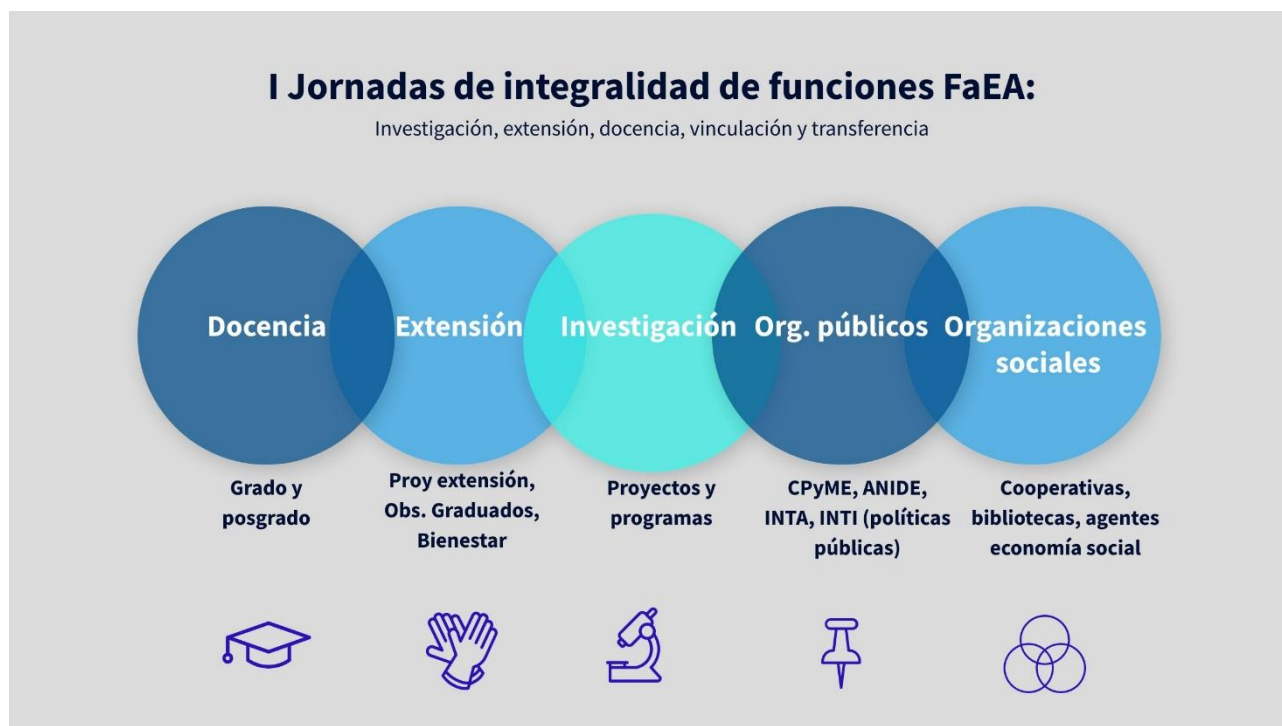 I Jornadas de integralidad de funciones FaEA:
Investigación, extensión, docencia, vinculación y transferencia
Docencia
Extensión
Investigación
Org. públicos
Organizaciones
sociales
Grado y
posgrado
Proy extensión,
Obs. Graduados,
Bienestar
Proyectos y
programas
CPyME, ANIDE,
INTA, INTI (políticas
públicas)
Cooperativas,
bibliotecas, agentes
economía social